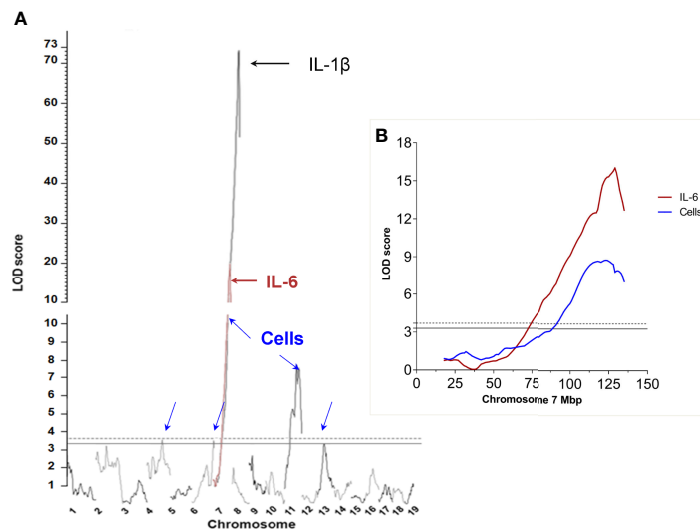 A
73
70
60
50
40
30
20
10
10
9
8
7
6
5
4
3
2
1
LOD score
IL-1β
IL-6
Cells
1 2 3 4 5 6 7 8 9 10 11 12 13 14 15 16 17 18 19
Chromosome
B
18
15
12
9
6
3
0
LOD score
0 25 50 75 100 125 150
Chromosome 7 Mbp
IL-6
Cells